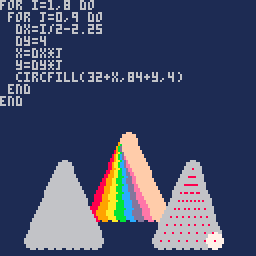 FOR I=1,8 DO
FOR J=0,9 DO
DX=I/2-2.25
DY=4
X=DX*J
Y=DY*J
CIRCFILL(32+X,84+Y,4)
END
END